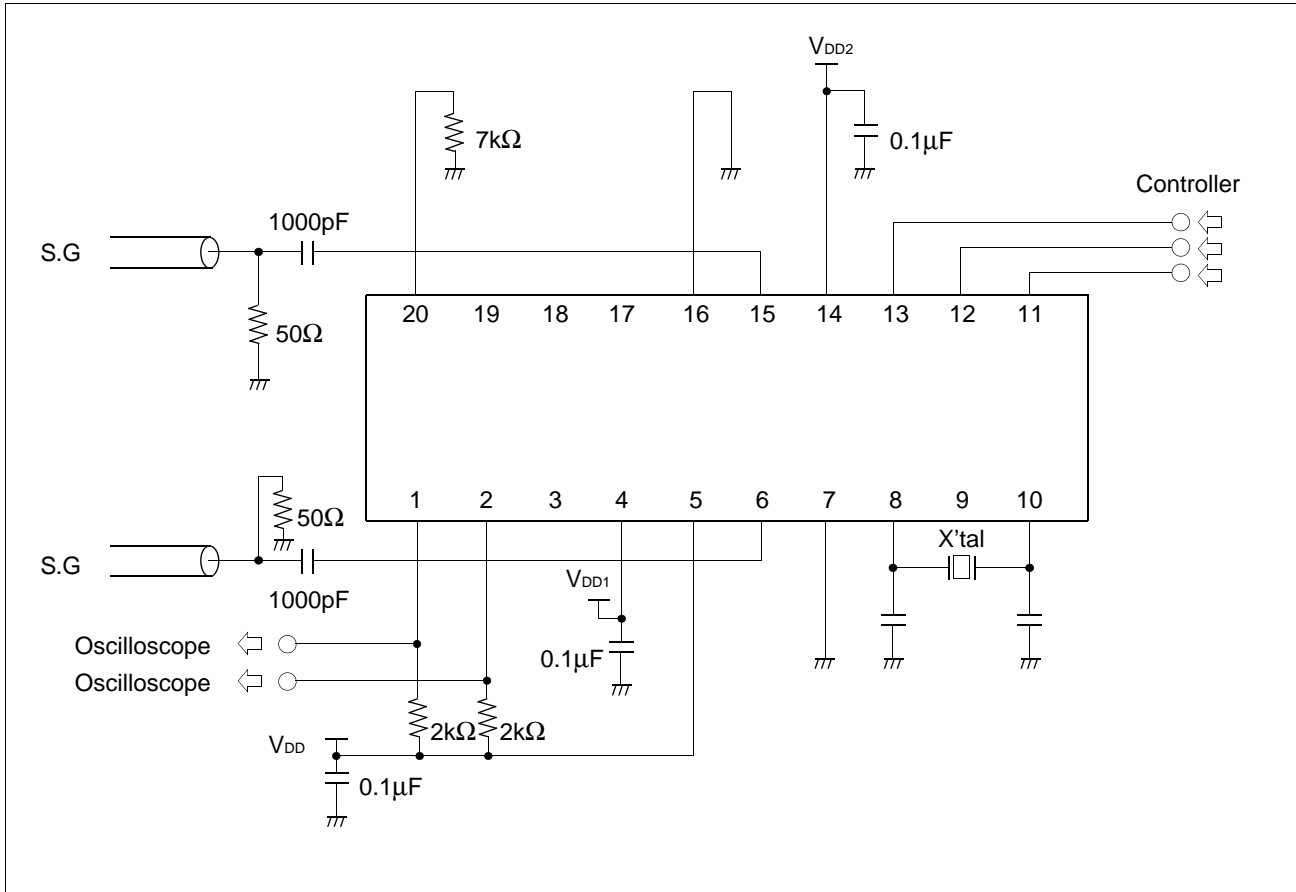 VDD2
7kΩ
0.1µF
Controller
1000pF
S.G
50Ω
20 19 18 17 16 15 14 13 12 11
1 2 3 4 5 6 7 8 9 10
50Ω
X'tal
S.G
1000pF
VDD1
Oscilloscope
0.1µF
Oscilloscope
2kΩ 2kΩ
VDD
0.1µF